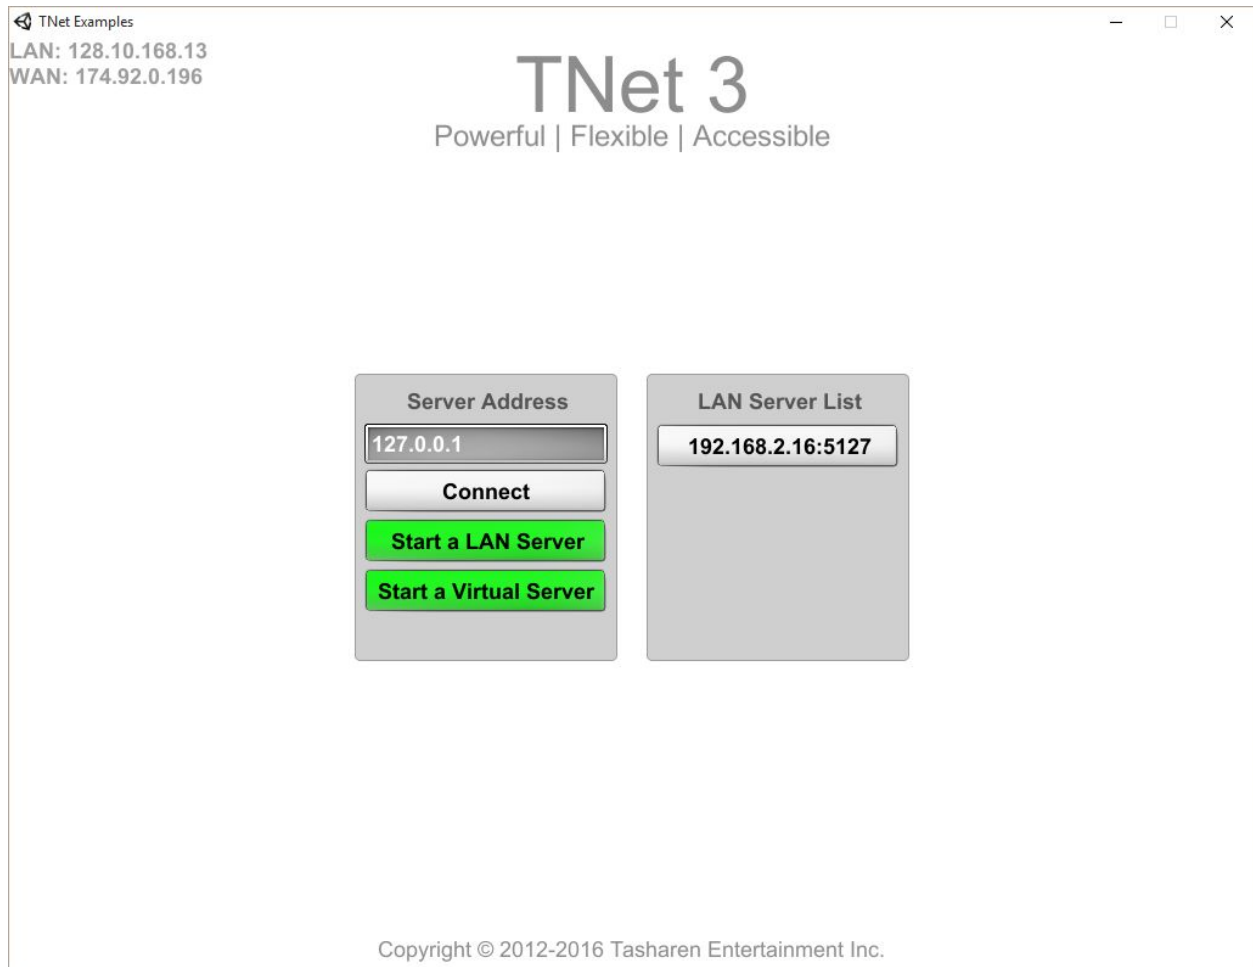 TNet Examples
LAN: 128.10.168.13
WAN: 174.92.0.196
TNet 3
Powerful | Flexible | Accessible
Server Address
127.0.0.1
Connect
Start a LAN Server
Start a Virtual Server
LAN Server List
192.168.2.16:5127
Copyright © 2012-2016 Tasharen Entertainment Inc.